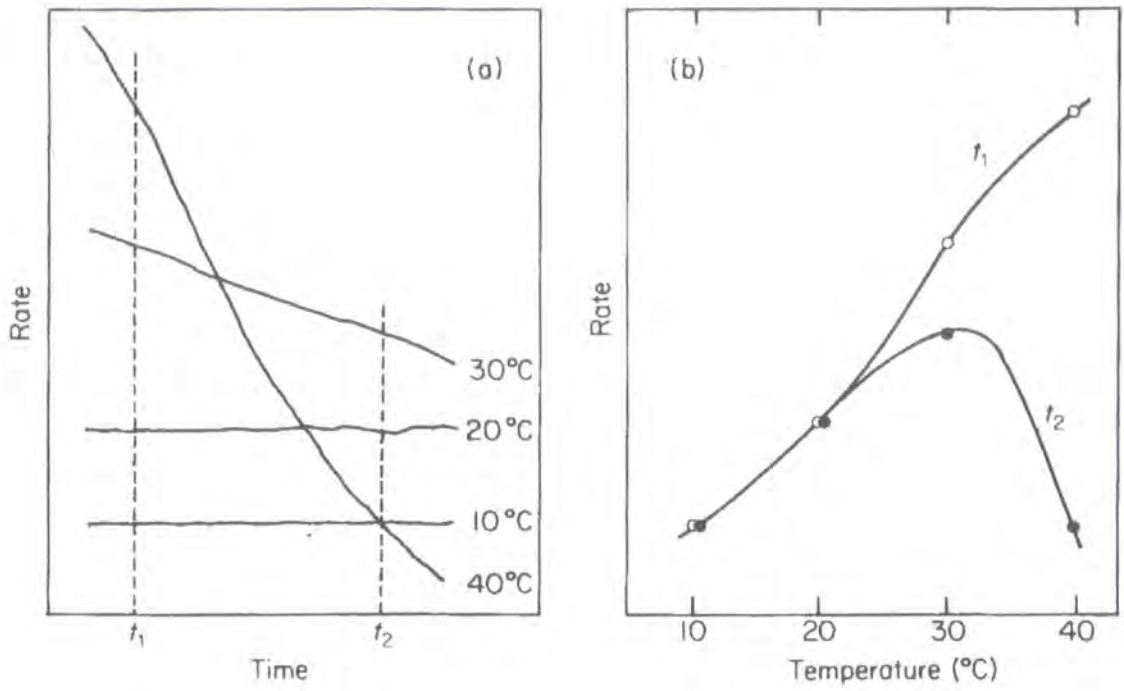 (a)
Rate
30°C
20°C
10°C
40°C
t₁
t₂
Time
(b)
t₁
t₂
Rate
10 20 30 40
Temperature (°C)